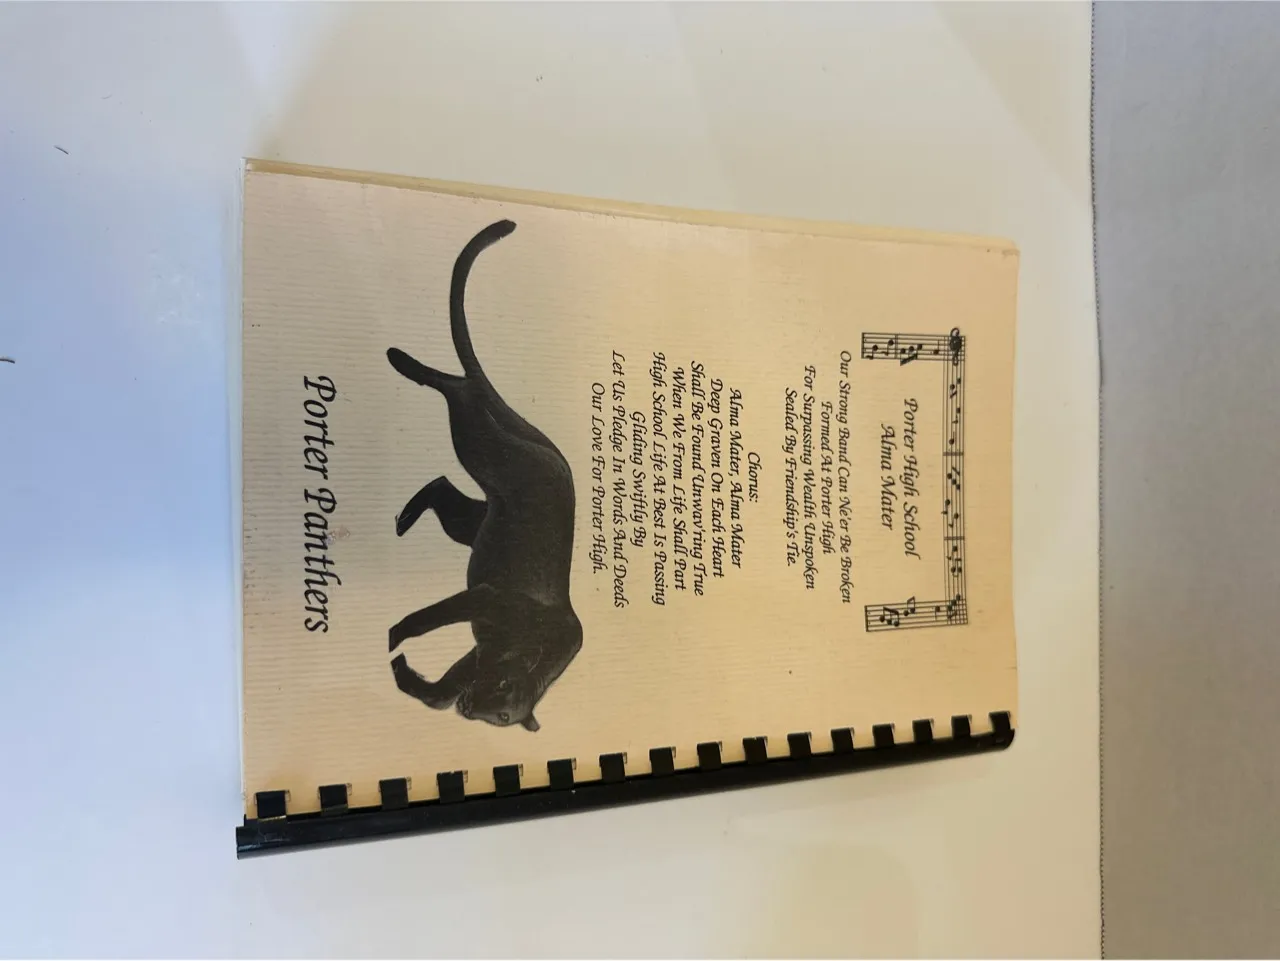 Porter High School
Alma Mater
Our Strong Band Can Ne'er Be Broken
Formed At Porter High
For Surpassing Wealth Unspoken
Sealed By Friendship's Tie.
Chorus:
Alma Mater, Alma Mater
Deep Graven On Each Heart
Shall Be Found Unwav'ring True
When We From Life Shall Part
High School Life At Best Is Passing
Gliding Swiftly By
Let Us Pledge In Words And Deeds
Our Love For Porter High.
Porter Panthers